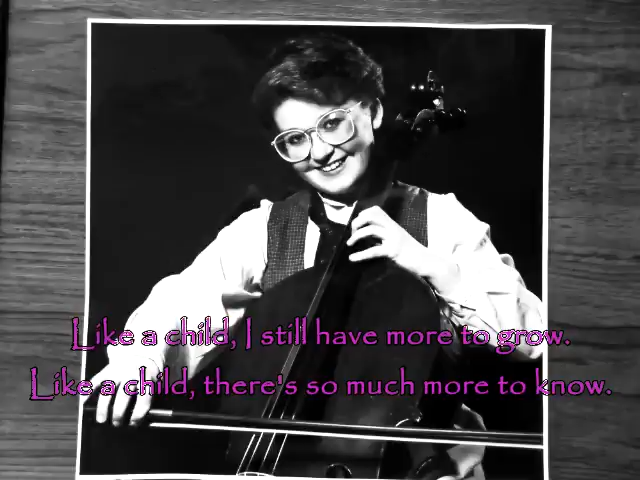 Like a child, I still have more to grow.
Like a child, there's so much more to know.